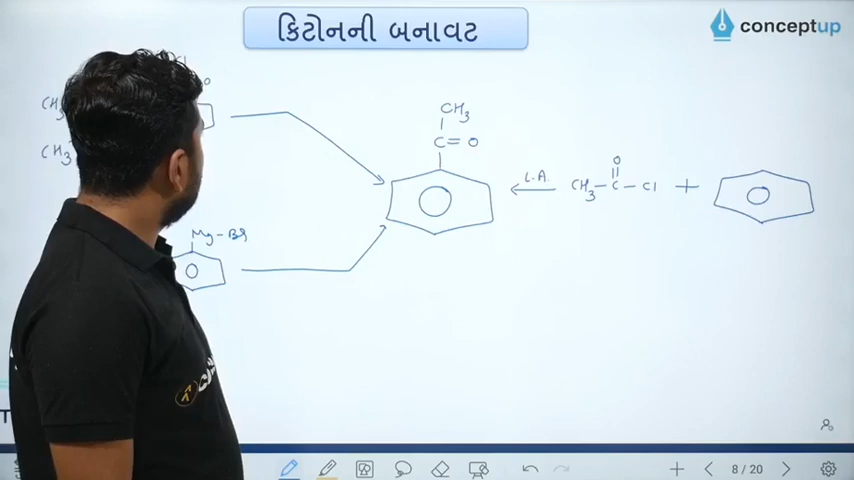 કિટોનની બનાવટ
conceptup
CH3
CH3
Mg-Br
CH3
C=O
L.A.
O
CH3-C-Cl +
8/20